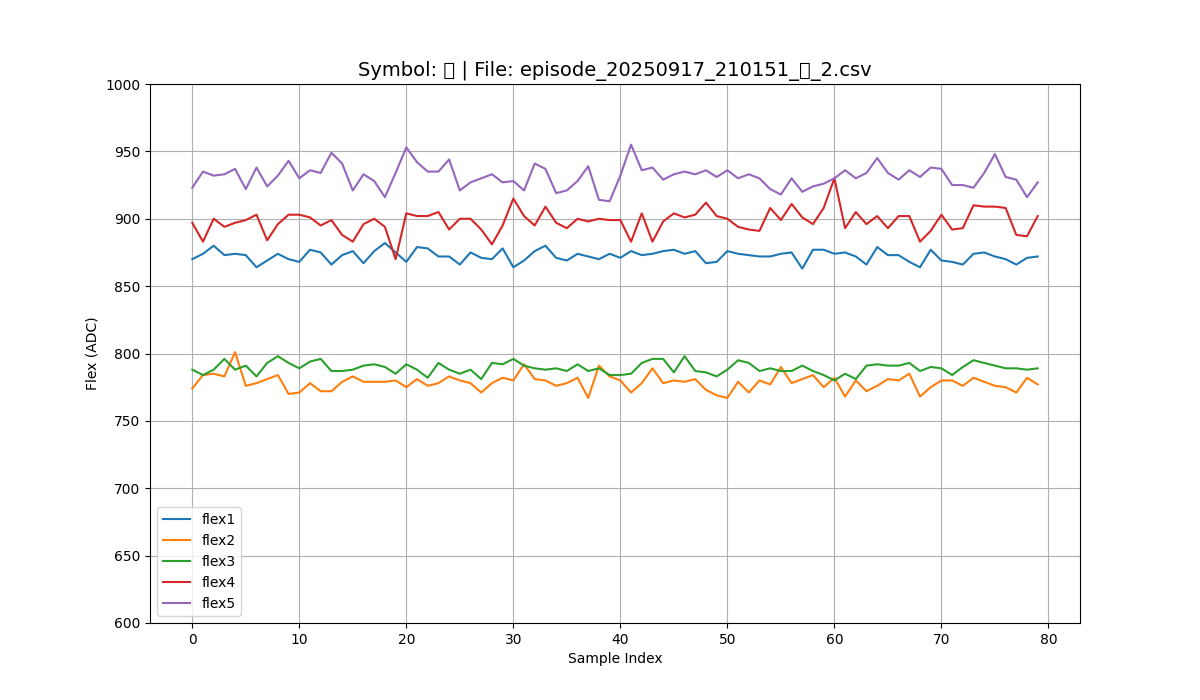 Symbol: | File: episode_20250917_210151_ _2.csv
1000
950
900
850
800
750
700
650
600
Flex (ADC)
flex1
flex2
flex3
flex4
flex5
0 10 20 30 40 50 60 70 80
Sample Index